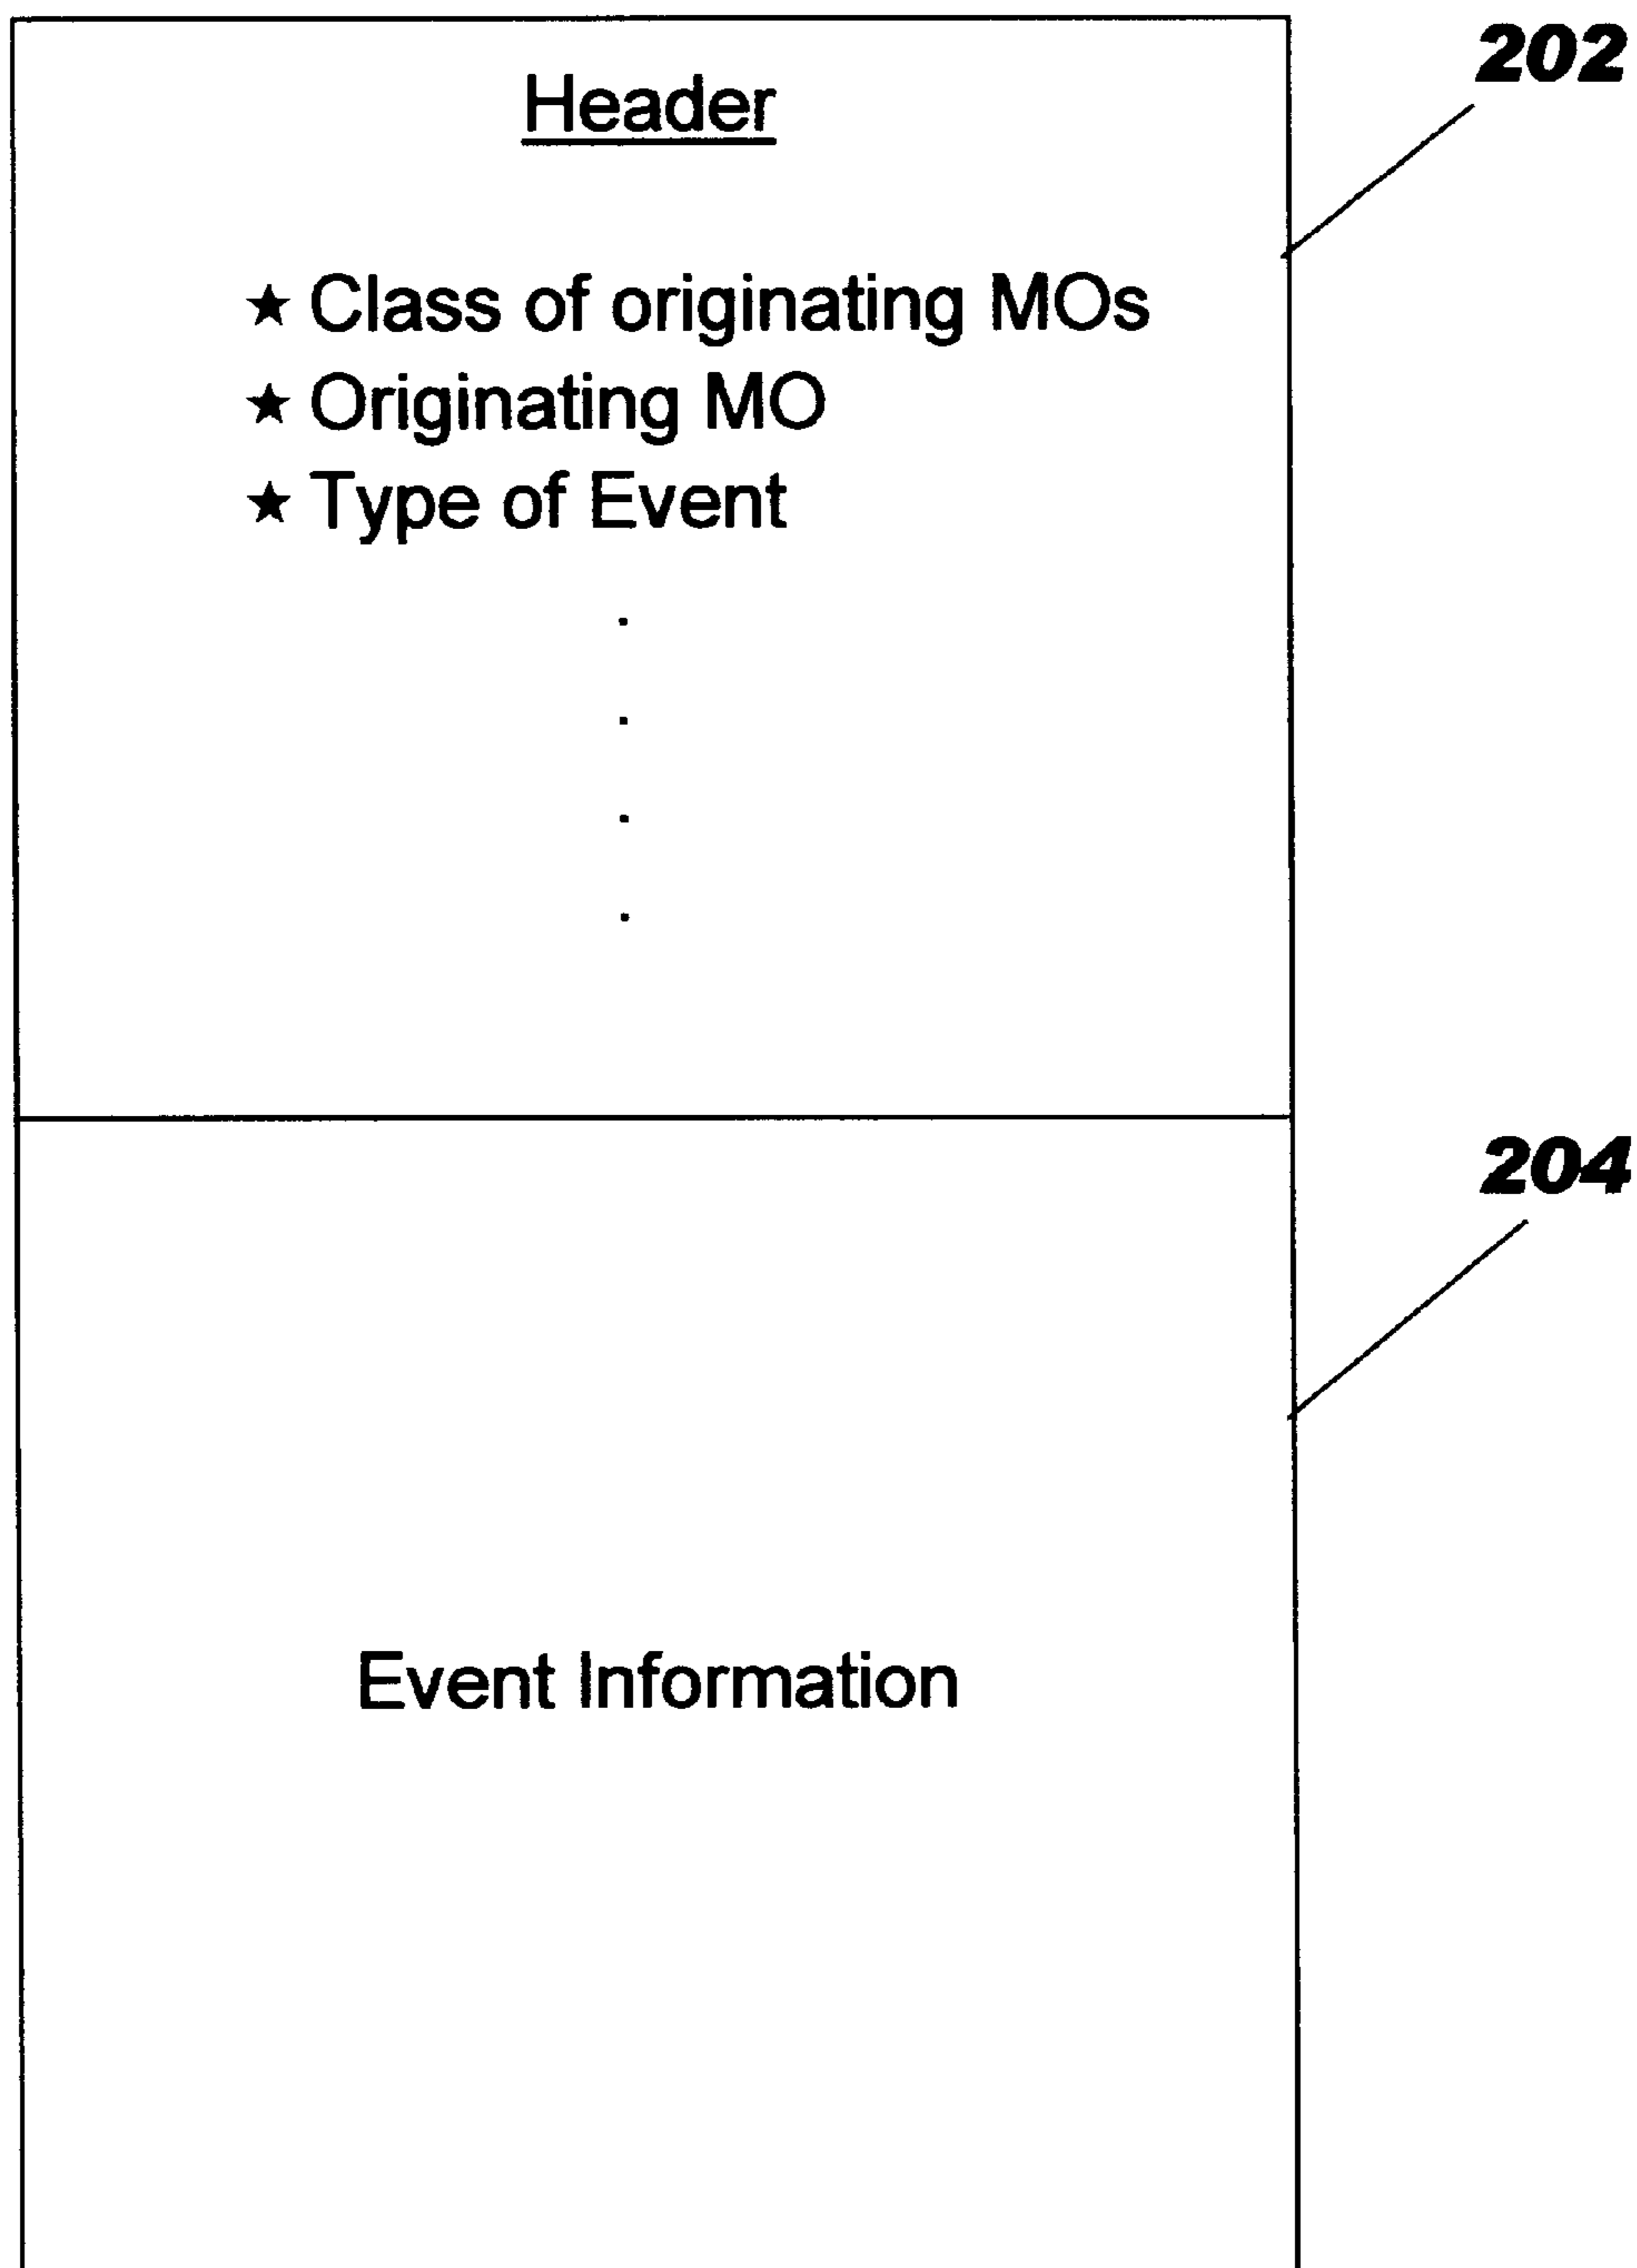 202
Header
★ Class of originating MOs
★ Originating MO
★ Type of Event
.
.
.
.
204
Event Information